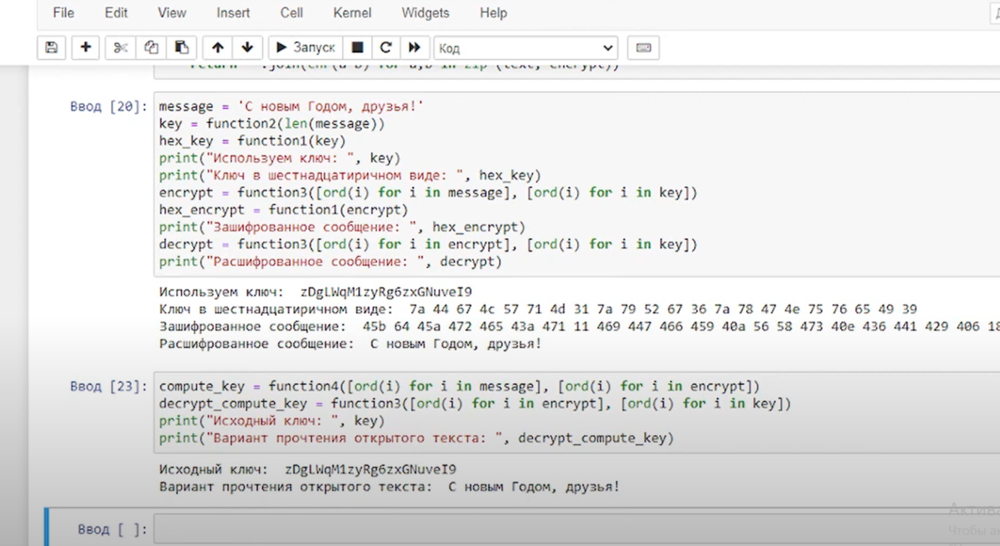 File Edit View Insert Cell Kernel Widgets Help
Запуск Код
Ввод [20]:
message = 'С новым Годом, друзья!'
key = function2(len(message))
hex_key = function1(key)
print("Используем ключ: ", key)
print("Ключ в шестнадцатиричном виде: ", hex_key)
encrypt = function3([ord(i) for i in message], [ord(i) for i in key])
hex_encrypt = function1(encrypt)
print("Зашифрованное сообщение: ", hex_encrypt)
decrypt = function3([ord(i) for i in encrypt], [ord(i) for i in key])
print("Расшифрованное сообщение: ", decrypt)
Используем ключ:  zDgLWqM1zyRg6zxGNuveI9
Ключ в шестнадцатиричном виде:  7a 44 67 4c 57 71 4d 31 7a 79 52 67 36 7a 78 47 4e 75 76 65 49 39
Зашифрованное сообщение:  45b 64 45a 472 465 43a 471 11 469 447 466 459 40a 56 58 473 40e 436 441 429 406 18
Расшифрованное сообщение:  С новым Годом, друзья!
Ввод [23]:
compute_key = function4([ord(i) for i in message], [ord(i) for i in encrypt])
decrypt_compute_key = function3([ord(i) for i in encrypt], [ord(i) for i in key])
print("Исходный ключ: ", key)
print("Вариант прочтения открытого текста: ", decrypt_compute_key)
Исходный ключ:  zDgLWqM1zyRg6zxGNuveI9
Вариант прочтения открытого текста:  С новым Годом, друзья!
Ввод [ ]: